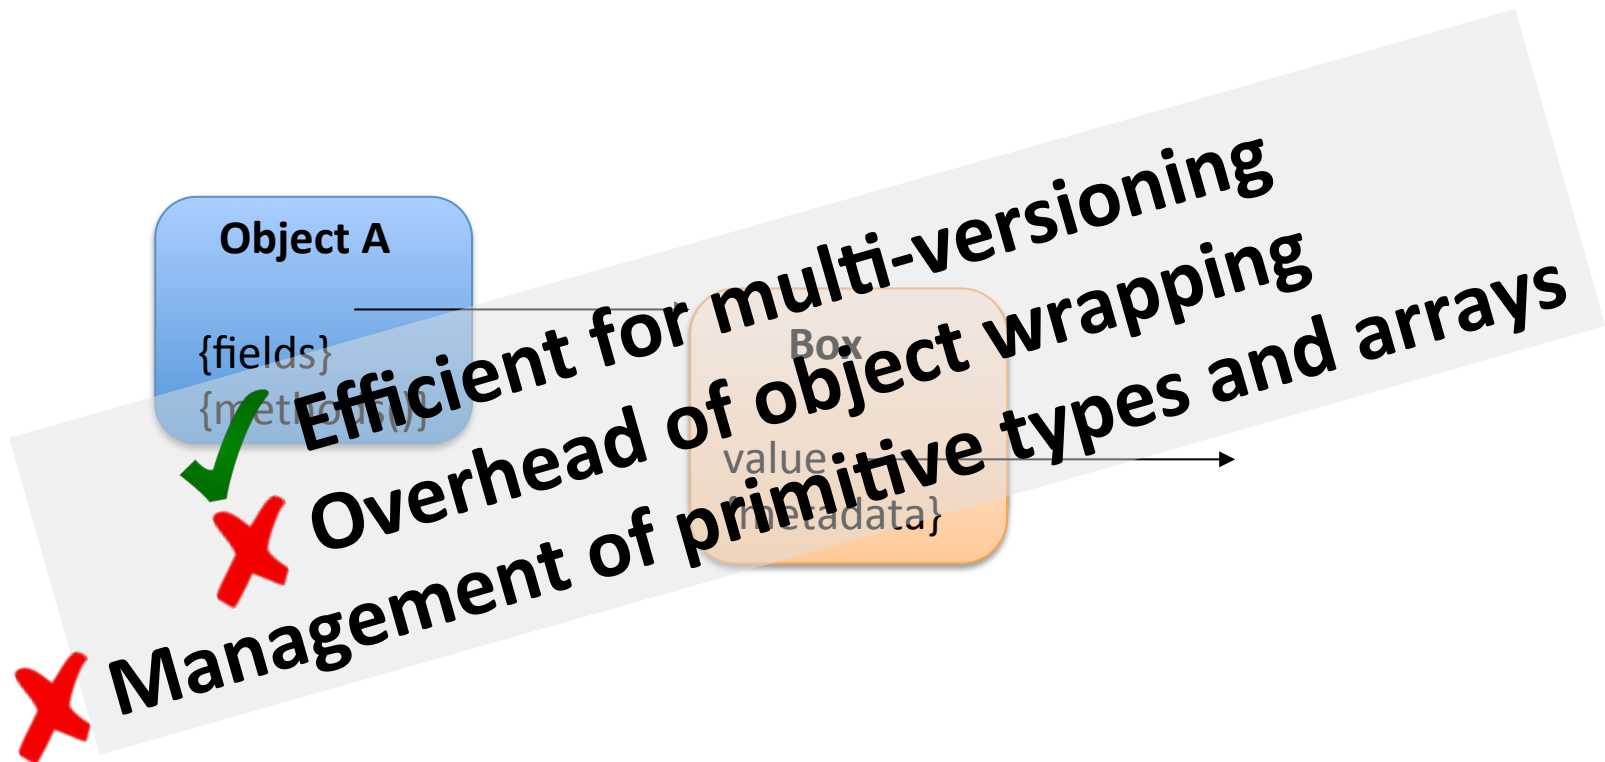 Object A
{fields}
{methods()}
Box
value
{metadata}
Efficient for multi-versioning
Overhead of object wrapping
Management of primitive types and arrays